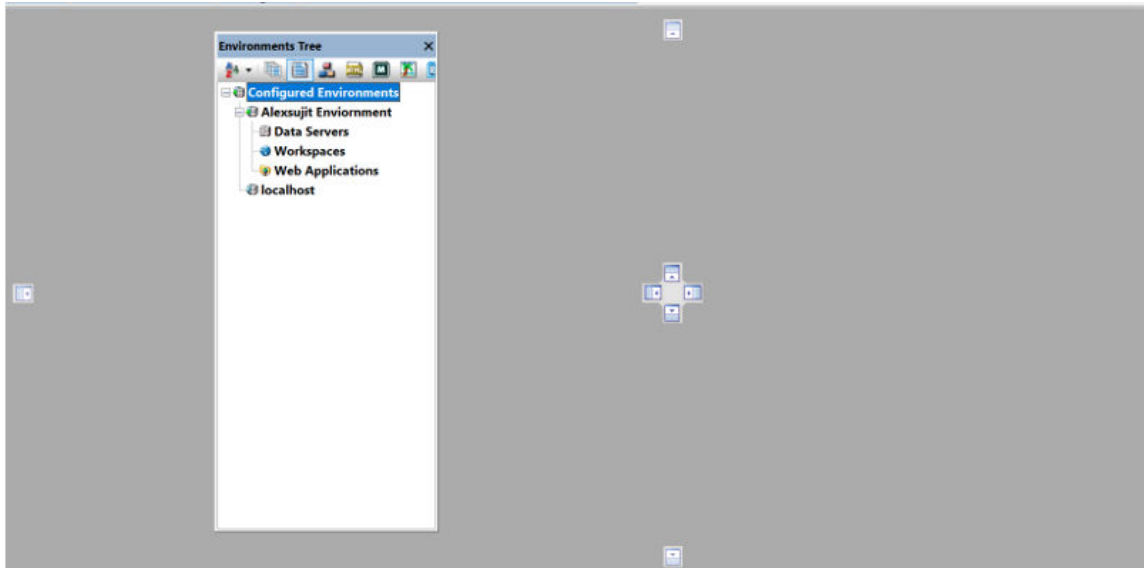 Environments Tree
Configured Environments
Alexsujit Enviornment
Data Servers
Workspaces
Web Applications
localhost